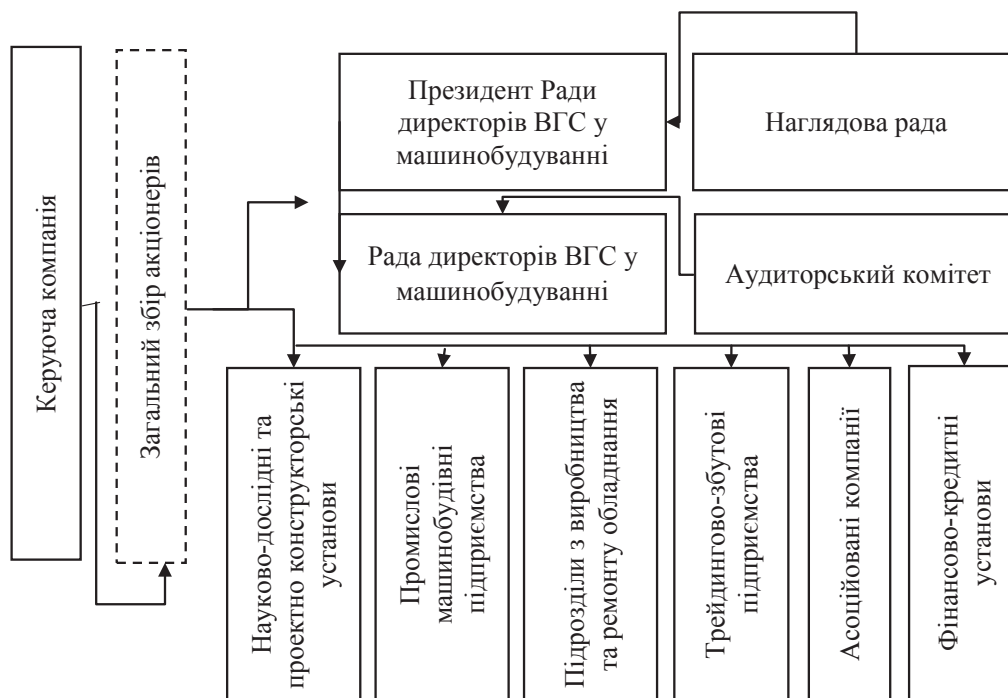 Керуюча компанія
Загальний збір акціонерів
Президент Ради
директорів ВГС у
машинобудуванні
Наглядова рада
Рада директорів ВГС у
машинобудуванні
Аудиторський комітет
Науково-дослідні та
проектно конструкторські
установи
Промислові
машинобудівні
підприємства
Підрозділи з виробництва
та ремонту обладнання
Трейдингово-збутові
підприємства
Асоційовані компанії
Фінансово-кредитні
установи